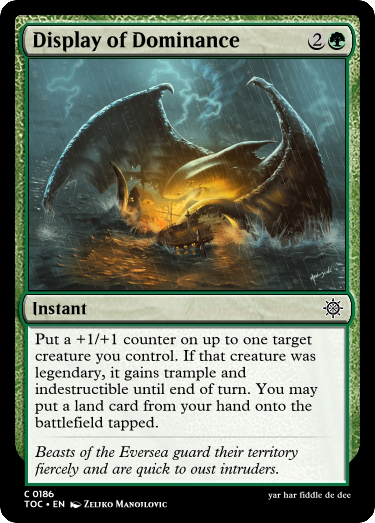 Display of Dominance 2
Instant
Put a +1/+1 counter on up to one target
creature you control. If that creature was
legendary, it gains trample and
indestructible until end of turn. You may
put a land card from your hand onto the
battlefield tapped.
Beasts of the Eversea guard their territory
fiercely and are quick to oust intruders.
C 0186
TOC • EN Zeljko Manojlovic
yar har fiddle de dee